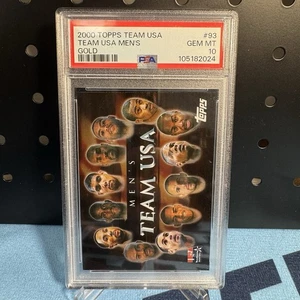 2000 TOPPS TEAM USA #93
TEAM USA MEN'S GEM MT
GOLD 10
PSA 105182024
Topps
MEN'S
TEAM USA